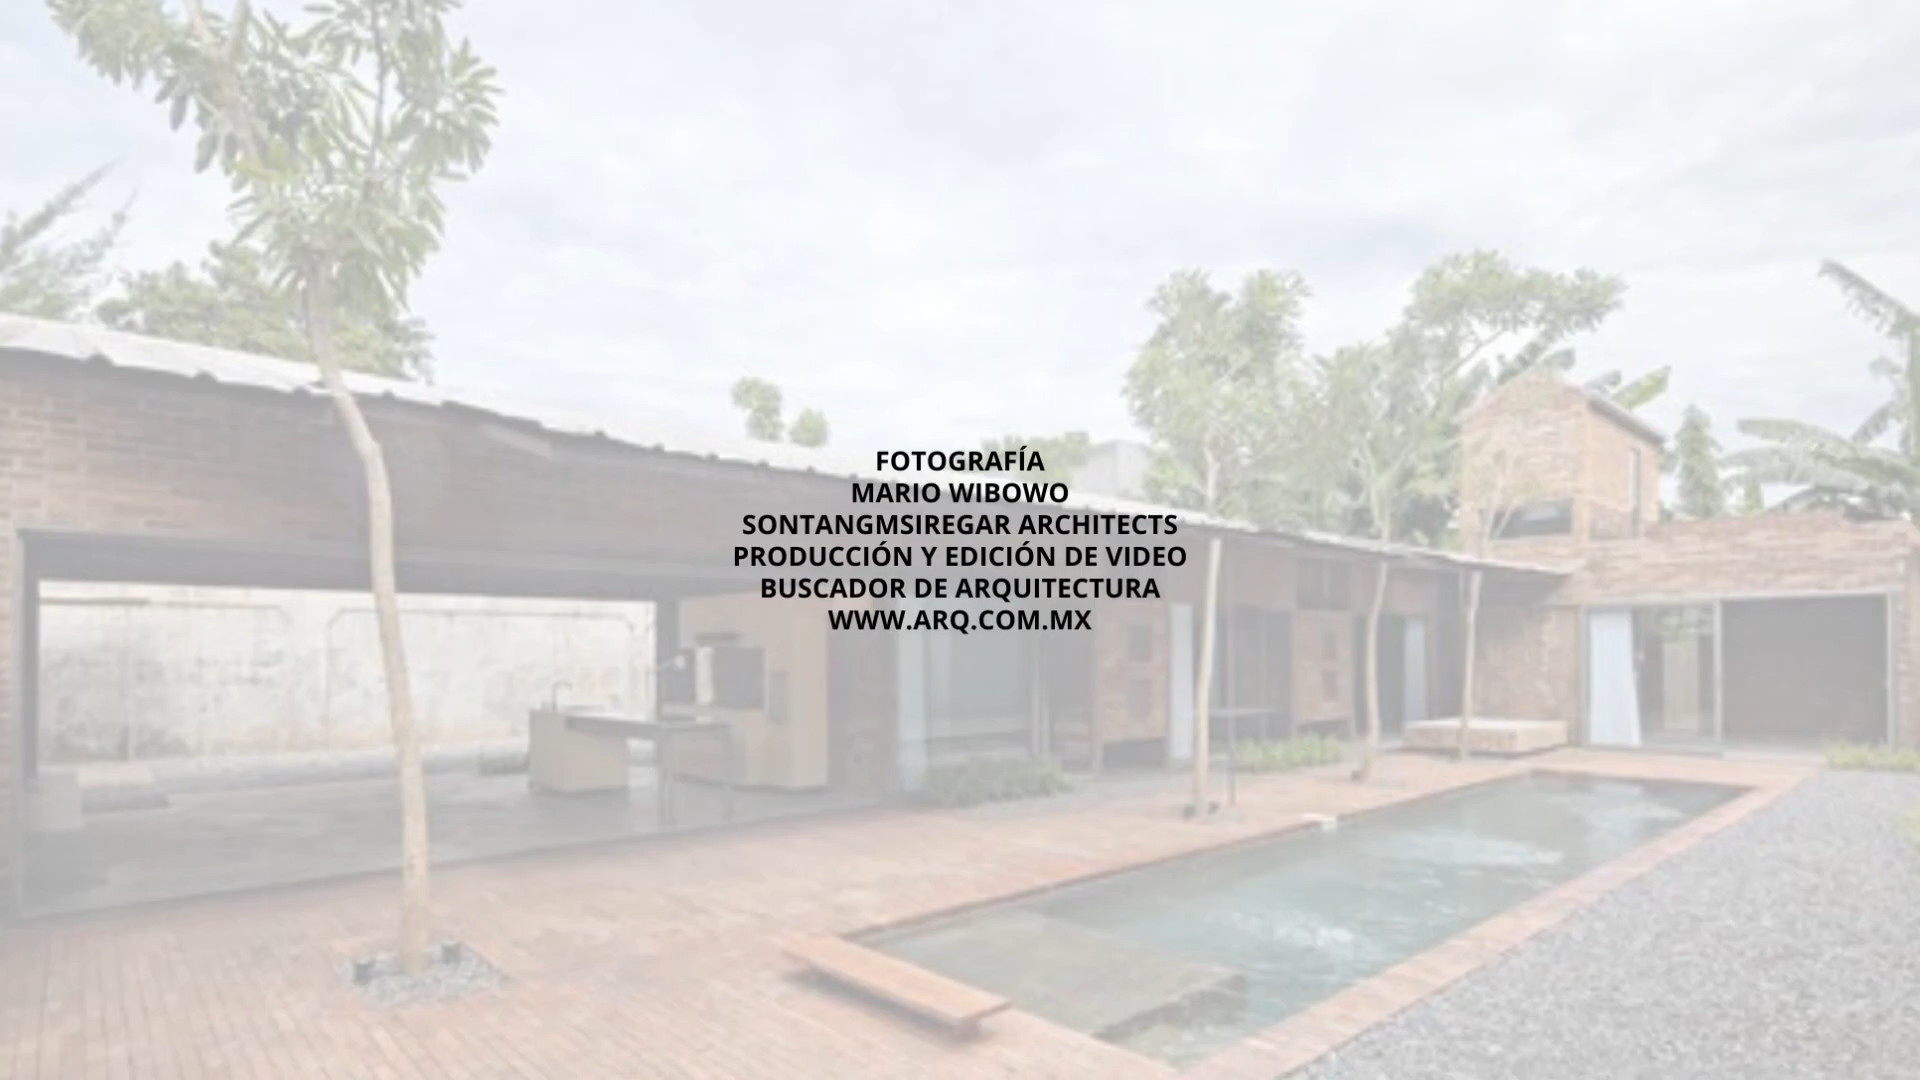 FOTOGRAFÍA
MARIO WIBOWO
SONTANGMSIREGAR ARCHITECTS
PRODUCCIÓN Y EDICIÓN DE VIDEO
BUSCADOR DE ARQUITECTURA
WWW.ARQ.COM.MX